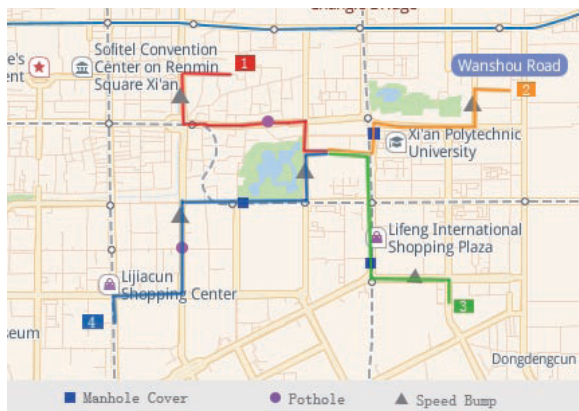 Sofitel Convention
Center on Renmin
Square Xi'an
1
Wanshou Road
2
Xi'an Polytechnic
University
Lifeng International
Shopping Plaza
Lijiacun
Shopping Center
3
4
Dongdengcun
Manhole Cover
Pothole
Speed Bump